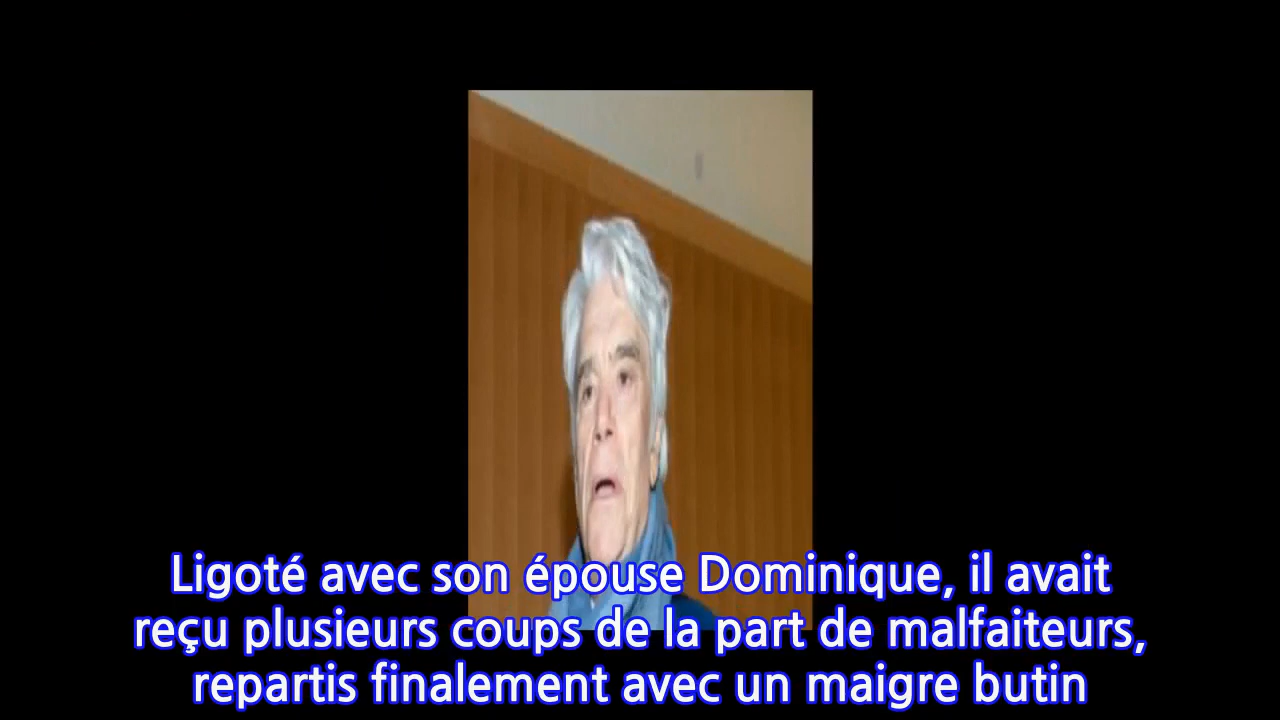 Ligoté avec son épouse Dominique, il avait
reçu plusieurs coups de la part de malfaiteurs,
repartis finalement avec un maigre butin